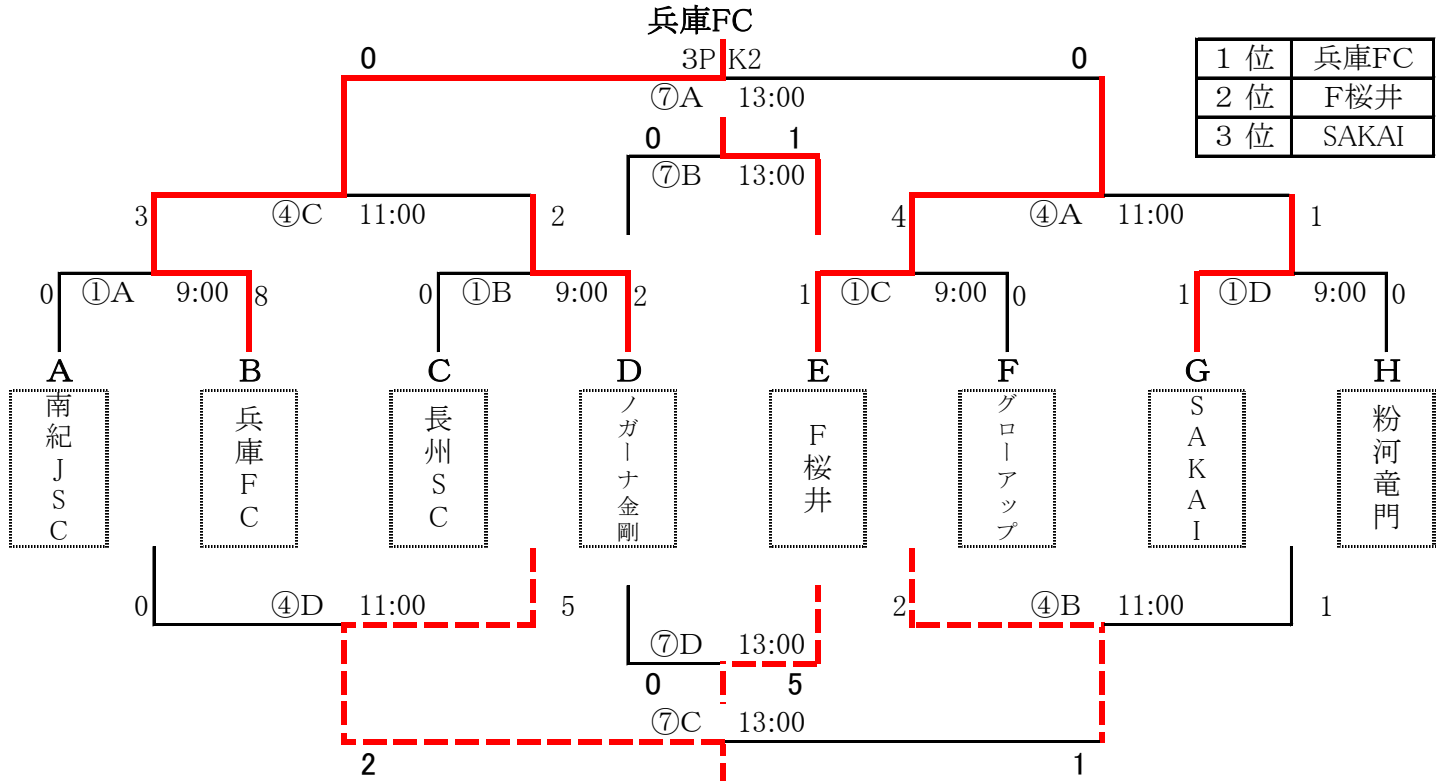 兵庫FC
0 3P K2 0
⑦A 13:00
0 1
⑦B 13:00
1 位 兵庫FC
2 位 F桜井
3 位 SAKAI
3 ④C 11:00 2 4 ④A 11:00 1
0 ①A 9:00 8 0 ①B 9:00 2 1 ①C 9:00 0 1 ①D 9:00 0
A B C D E F G H
南紀JSC
兵庫FC
長州SC
ノガーナ金剛
F桜井
グローアップ
SAKAI
粉河竜門
0 ④D 11:00 5 2 ④B 11:00 1
⑦D 13:00
0 5
⑦C 13:00
2 1